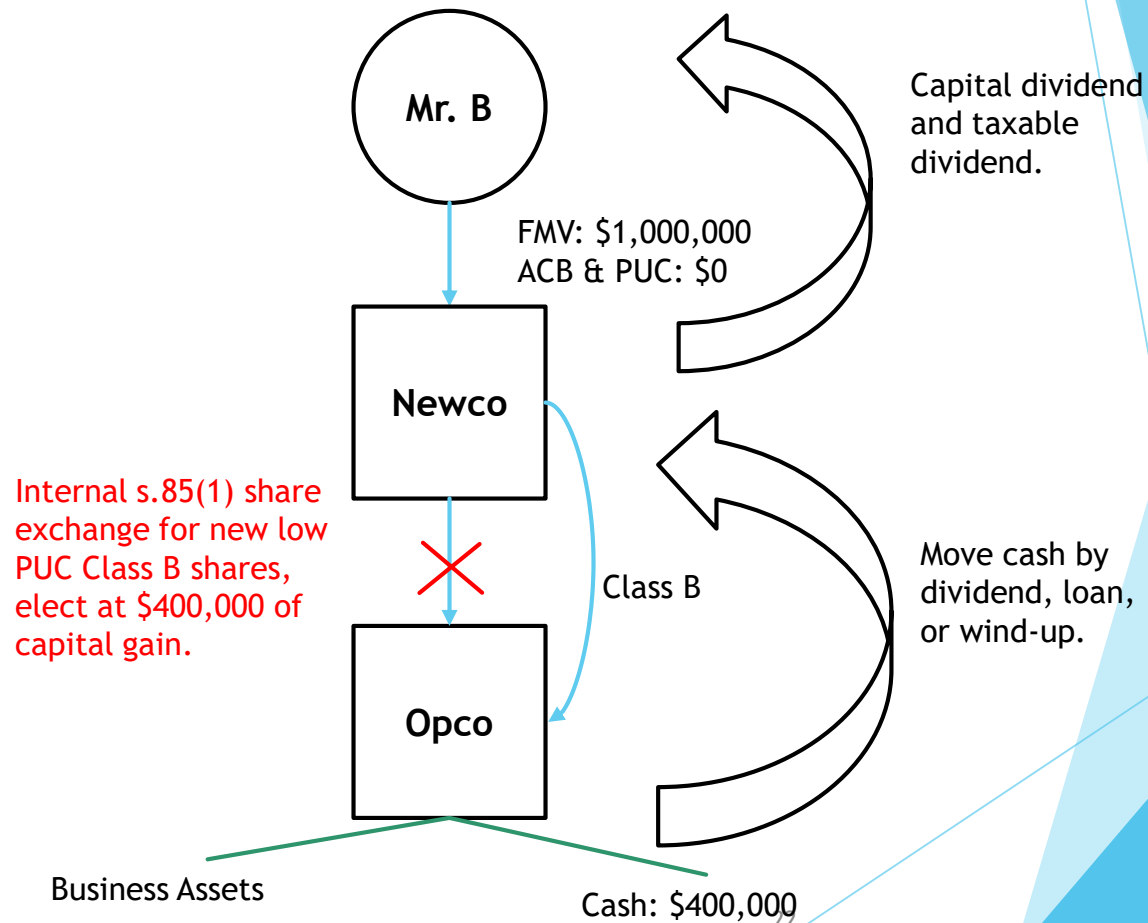 Mr. B
Capital dividend
and taxable
dividend.
FMV: $1,000,000
ACB & PUC: $0
Newco
Internal s.85(1) share
exchange for new low
PUC Class B shares,
elect at $400,000 of
capital gain.
Class B
Move cash by
dividend, loan,
or wind-up.
Opco
Business Assets
Cash: $400,000